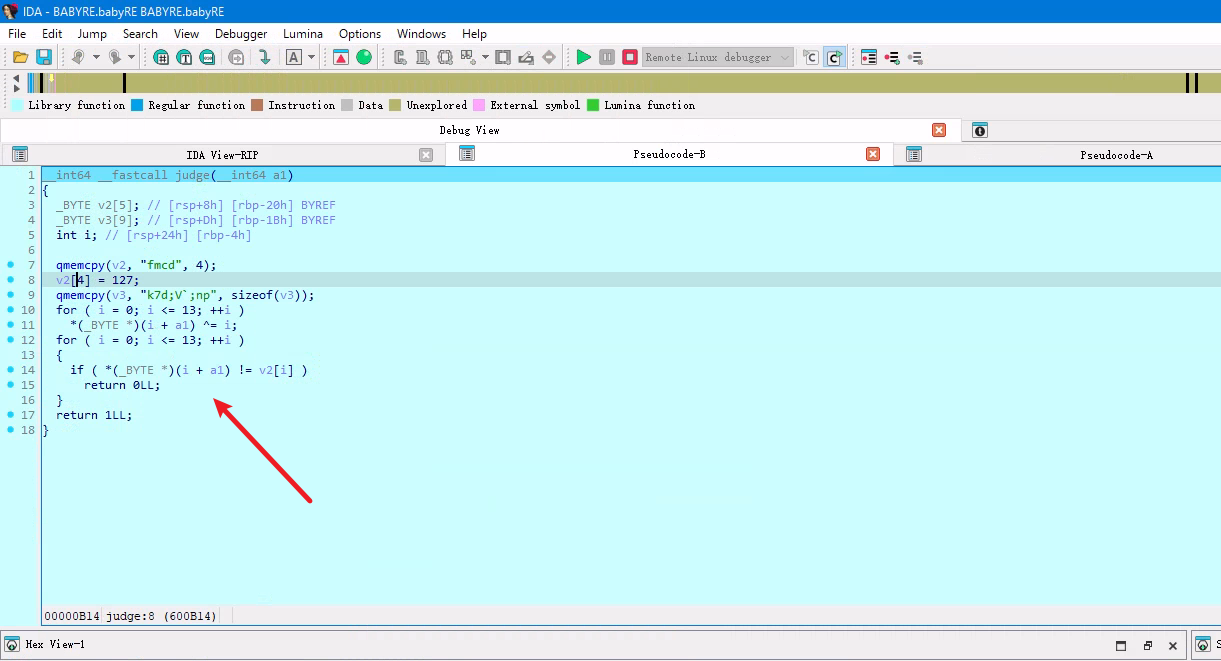 IDA - BABYRE.babyRE BABYRE.babyRE
File Edit Jump Search View Debugger Lumina Options Windows Help
Remote Linux debugger
Library function Regular function Instruction Data Unexplored External symbol Lumina function
Debug View
IDA View-RIP Pseudocode-B Pseudocode-A
1 __int64 __fastcall judge(__int64 a1)
2 {
3 _BYTE v2[5]; // [rsp+8h] [rbp-20h] BYREF
4 _BYTE v3[9]; // [rsp+Dh] [rbp-1Bh] BYREF
5 int i; // [rsp+24h] [rbp-4h]
6
7 qmemcpy(v2, "fmcd", 4);
8 v2[4] = 127;
9 qmemcpy(v3, "k7d;V`;np", sizeof(v3));
10 for ( i = 0; i <= 13; ++i )
11 *(_BYTE *)(i + a1) ^= i;
12 for ( i = 0; i <= 13; ++i )
13 {
14 if ( *(_BYTE *)(i + a1) != v2[i] )
15 return 0LL;
16 }
17 return 1LL;
18 }
00000B14 judge:8 (600B14)
Hex View-1